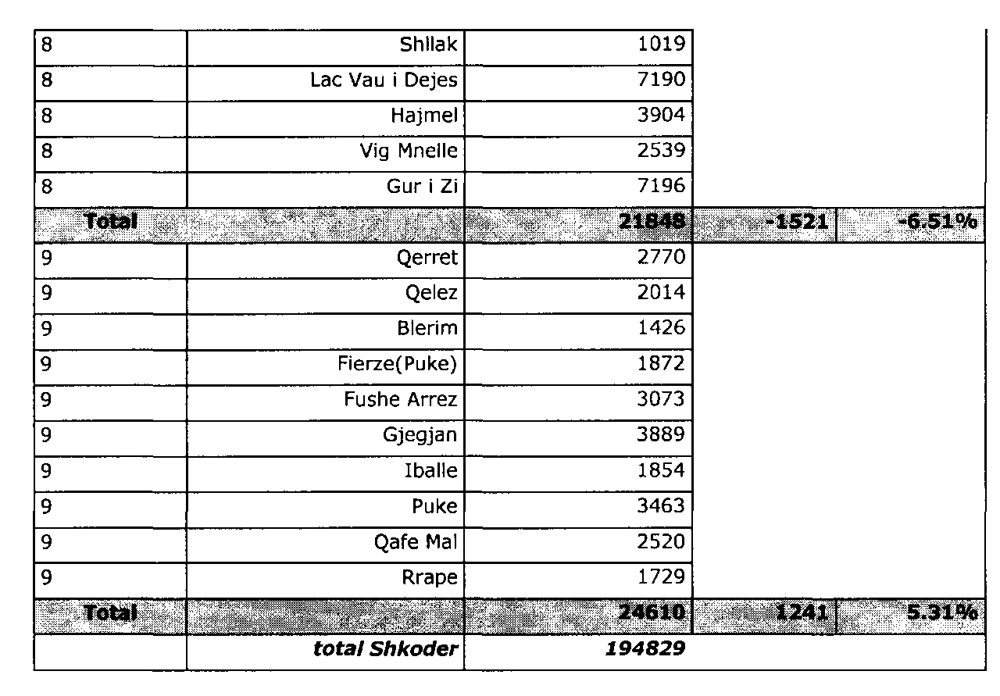 8 Shllak 1019
8 Lac Vau i Dejes 7190
8 Hajmel 3904
8 Vig Mnelle 2539
8 Gur i Zi 7196
Total 21848 -1521 -6.51%
9 Qerret 2770
9 Qelez 2014
9 Blerim 1426
9 Fierze(Puke) 1872
9 Fushe Arrez 3073
9 Gjegjan 3889
9 Iballe 1854
9 Puke 3463
9 Qafe Mal 2520
9 Rrape 1729
Total 24610 1241 5.31%
total Shkoder 194829